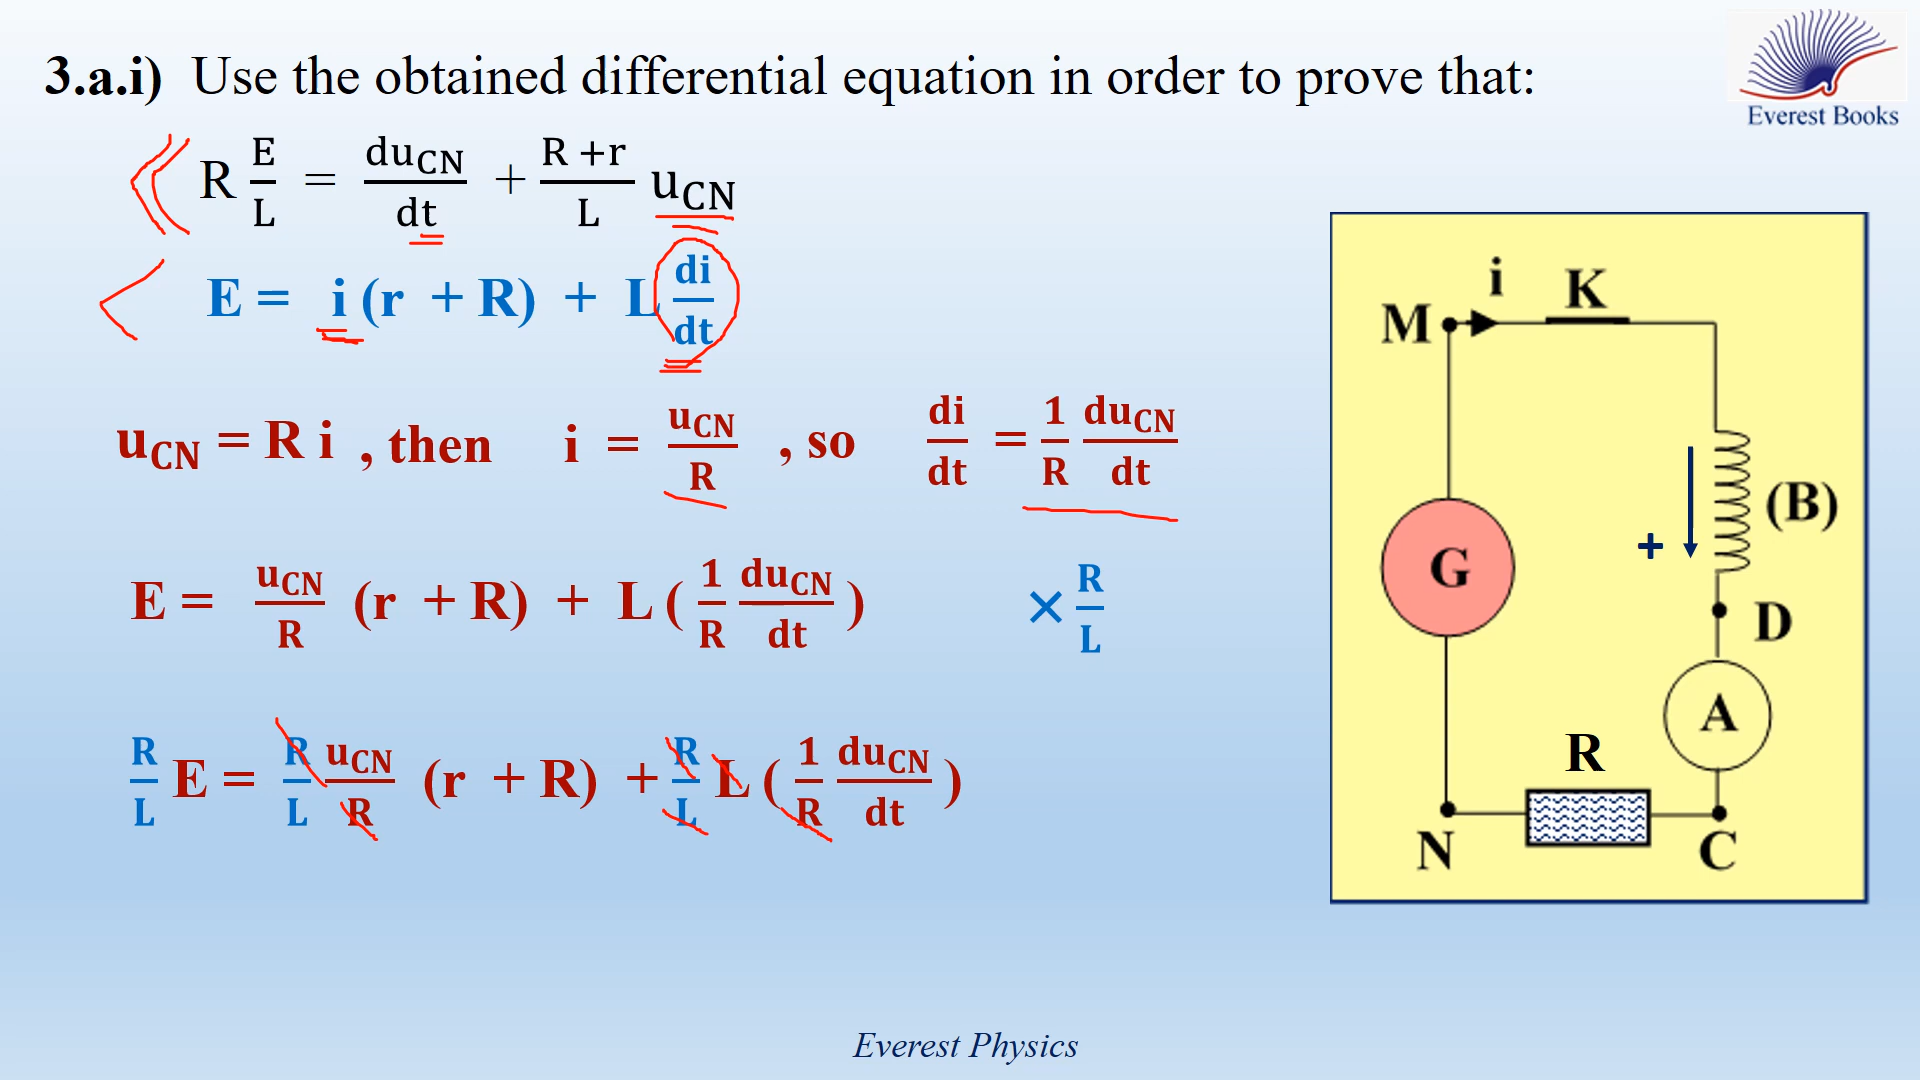 3.a.i) Use the obtained differential equation in order to prove that:
Everest Books
R E/L = du_CN/dt + R +r/L u_CN
E = i (r + R) + L di/dt
u_CN = R i , then i = u_CN/R , so di/dt = 1/R du_CN/dt
E = u_CN/R (r + R) + L ( 1/R du_CN/dt ) × R/L
R/L E = R/L u_CN/R (r + R) + R/L L ( 1/R du_CN/dt )
i K
M
(B)
G +
D
A
R
N C
Everest Physics